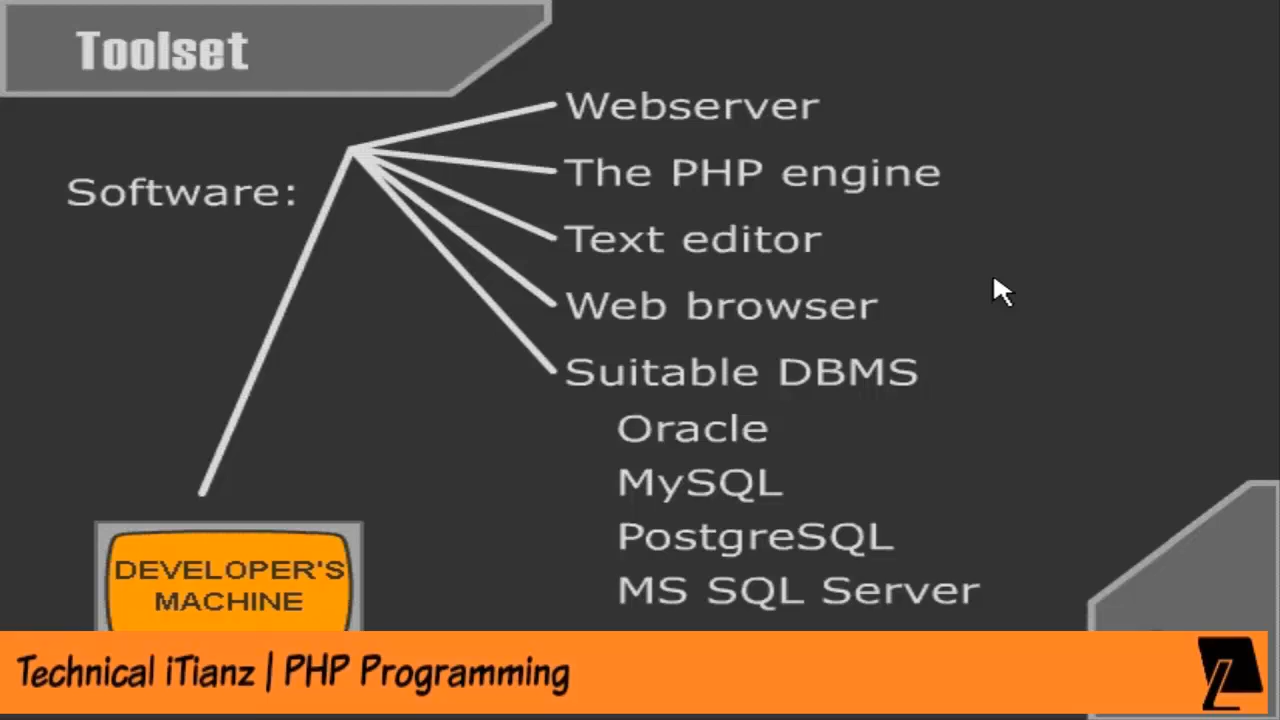 Toolset
Software:
Webserver
The PHP engine
Text editor
Web browser
Suitable DBMS
Oracle
MySQL
PostgreSQL
MS SQL Server
DEVELOPER'S
MACHINE
Technical iTianz | PHP Programming